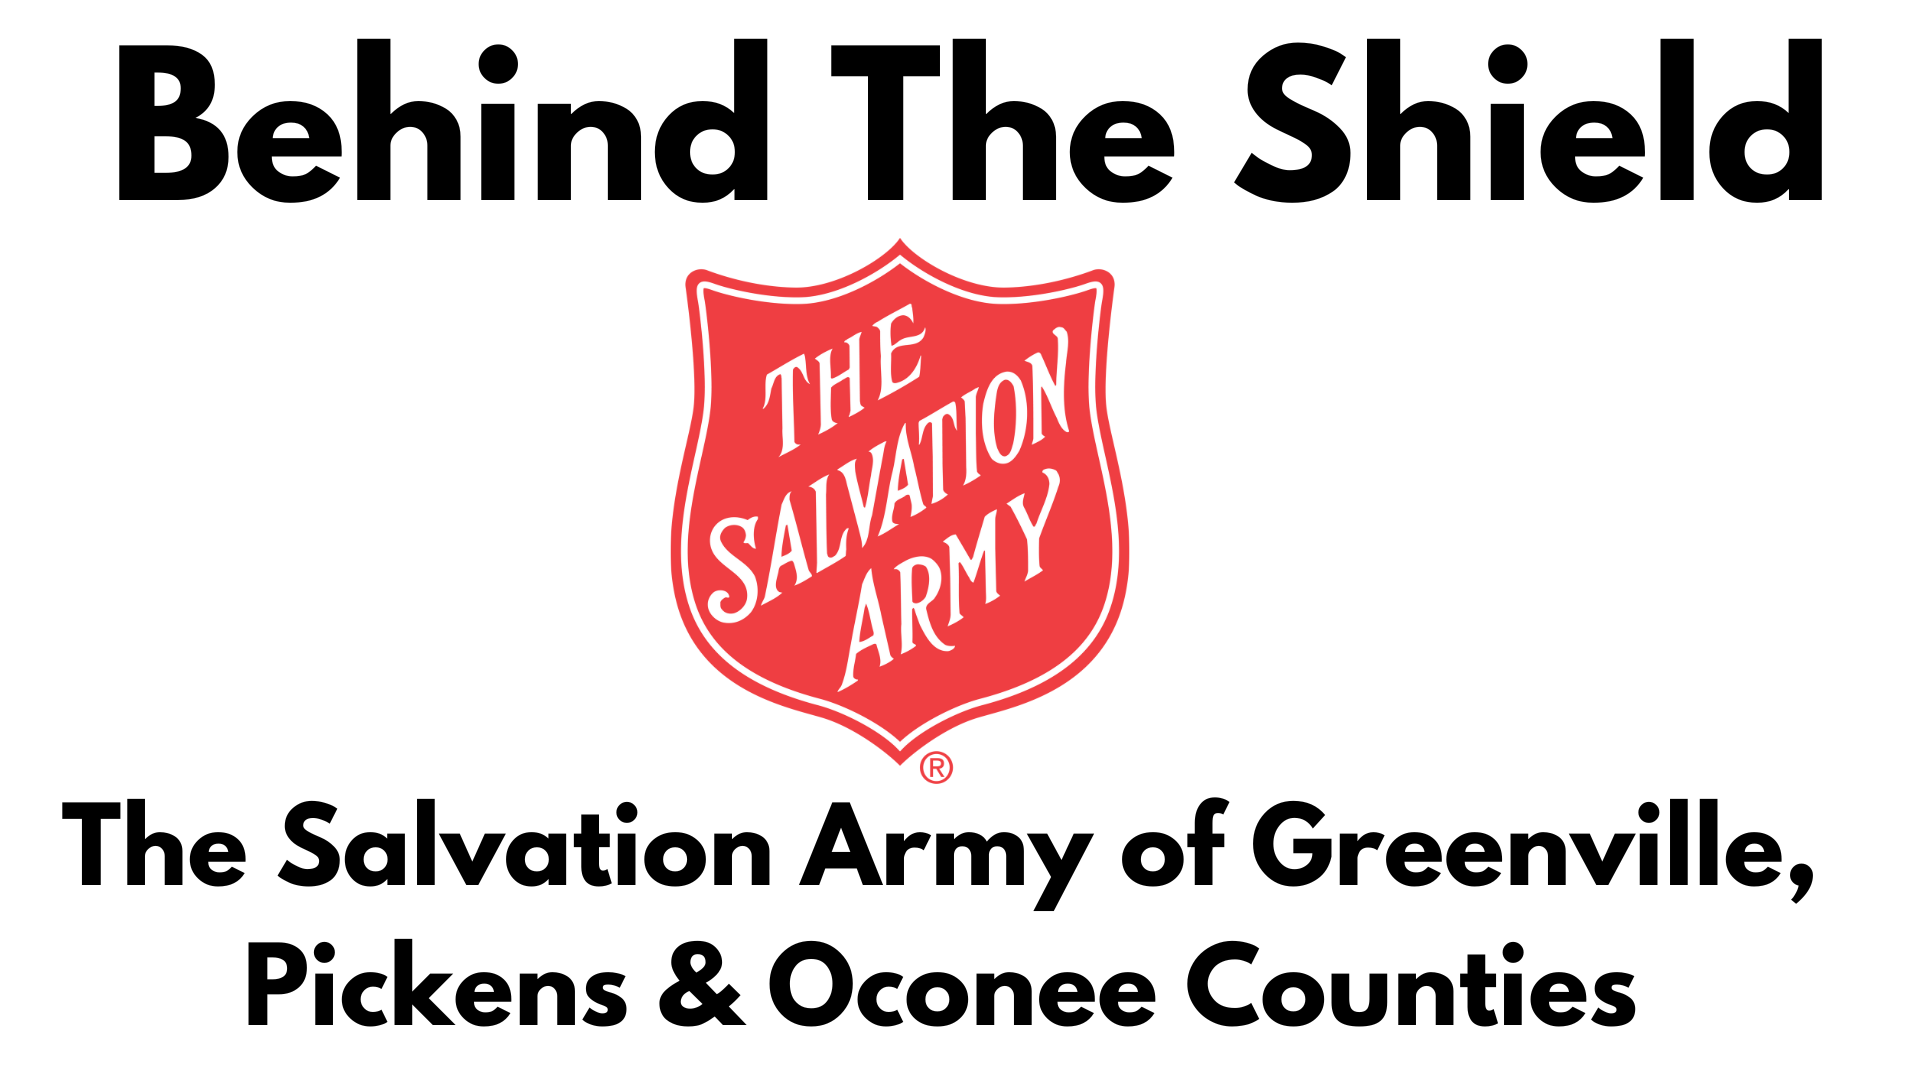 Behind The Shield
THE
SALVATION
ARMY
®
The Salvation Army of Greenville,
Pickens & Oconee Counties